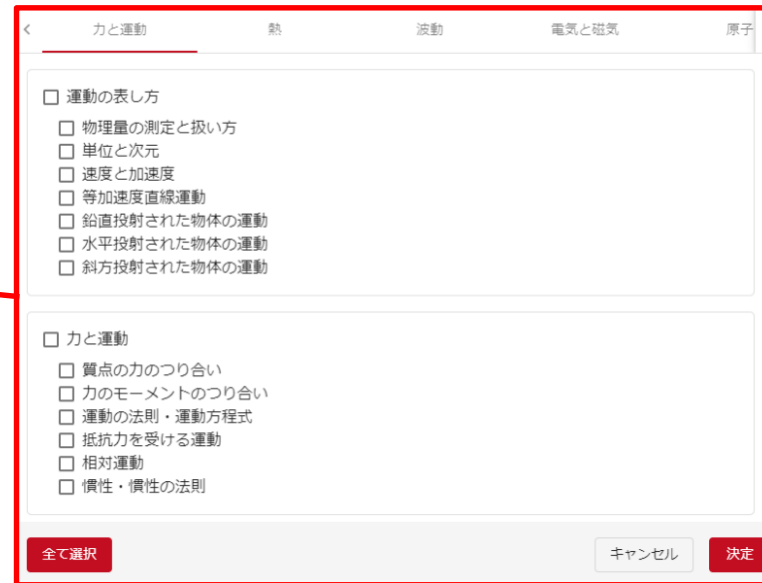 力と運動 熱 波動 電気と磁気 原子
運動の表し方
物理量の測定と扱い方
単位と次元
速度と加速度
等加速度直線運動
鉛直投射された物体の運動
水平投射された物体の運動
斜方投射された物体の運動
力と運動
質点の力のつり合い
力のモーメントのつり合い
運動の法則・運動方程式
抵抗力を受ける運動
相対運動
慣性・慣性の法則
全て選択 キャンセル 決定